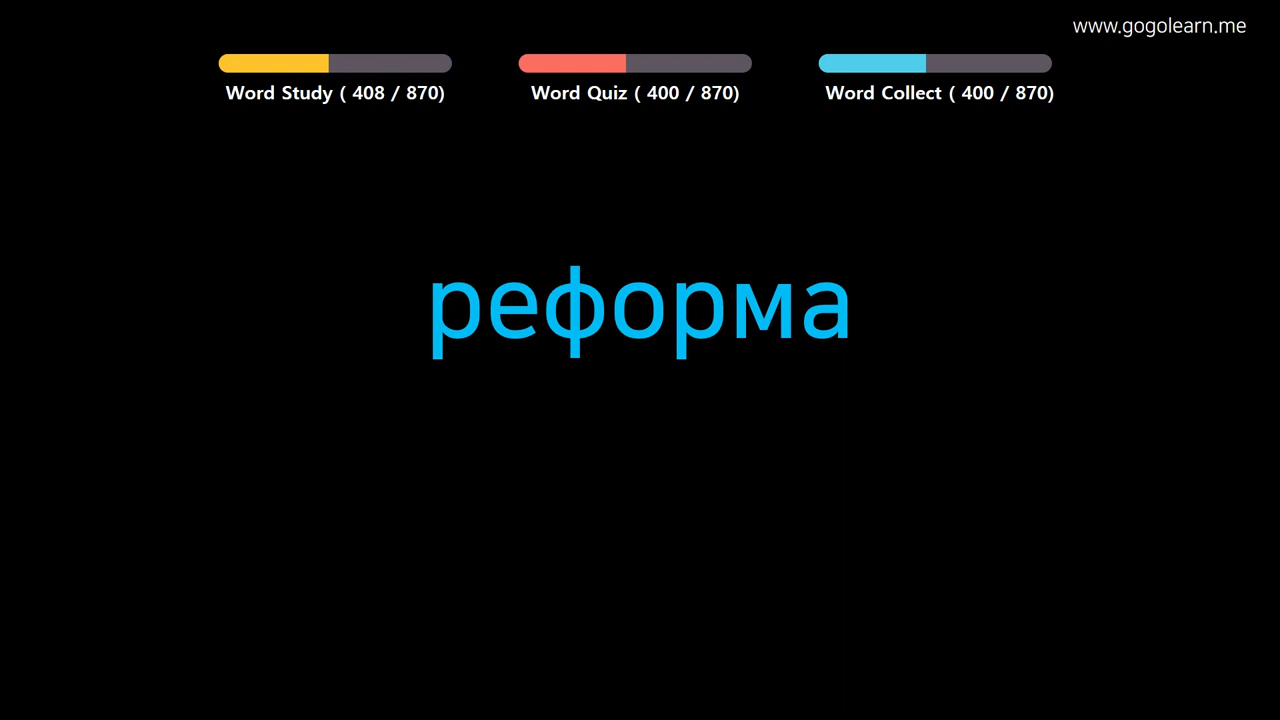 www.gogolearn.me
Word Study ( 408 / 870)
Word Quiz ( 400 / 870)
Word Collect ( 400 / 870)
реформа